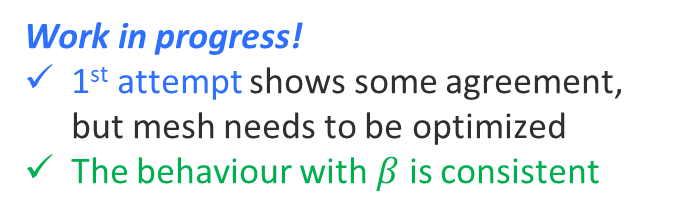 Work in progress!
✓ 1st attempt shows some agreement,
but mesh needs to be optimized
✓ The behaviour with β is consistent